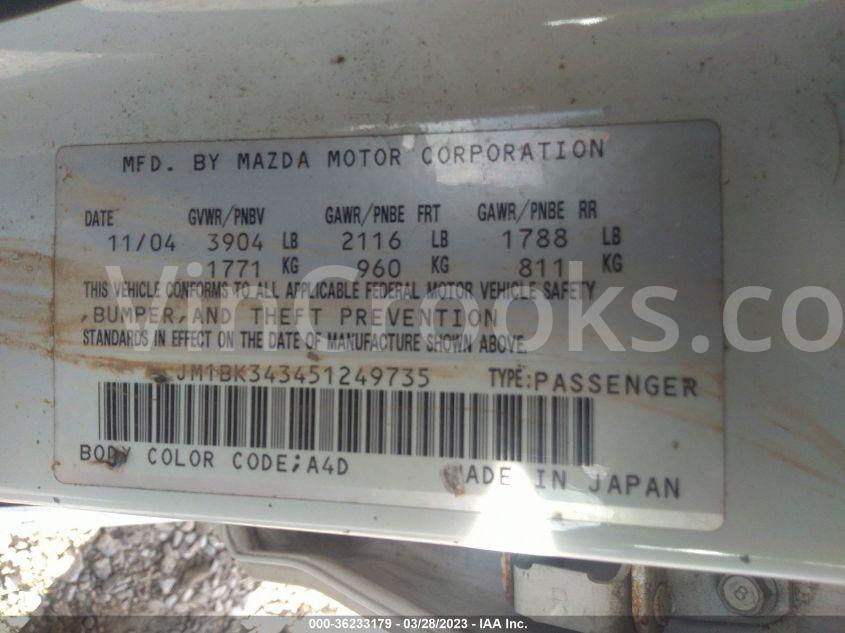 MFD. BY MAZDA MOTOR CORPORATION
DATE GVWR/PNBV GAWR/PNBE FRT GAWR/PNBE RR
11/04 3904 LB 2116 LB 1788 LB
1771 KG 960 KG 811 KG
THIS VEHICLE CONFORMS TO ALL APPLICABLE FEDERAL MOTOR VEHICLE SAFETY
VinCrooks.co
,BUMPER,AND THEFT PREVENTION
STANDARDS IN EFFECT ON THE DATE OF MANUFACTURE SHOWN ABOVE.
JM1BK343451249735 TYPE:PASSENGER
BODY COLOR CODE;A4D MADE IN JAPAN
000-36233179 - 03/28/2023 - IAA Inc.